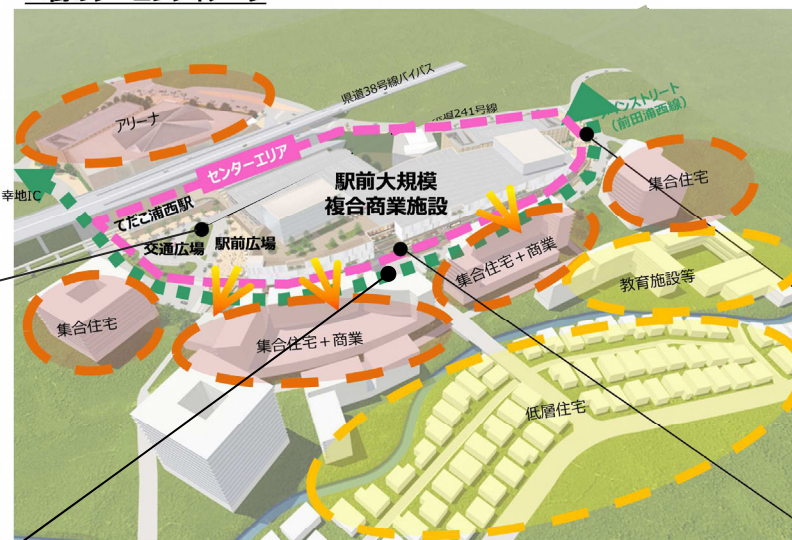 県道38号線バイパス
アリーナ
県道241号線
メインストリート
(前田浦西線)
センターエリア
駅前大規模
複合商業施設
集合住宅
幸地IC
てだこ浦西駅
交通広場
駅前広場
集合住宅+商業
教育施設等
集合住宅
集合住宅+商業
低層住宅